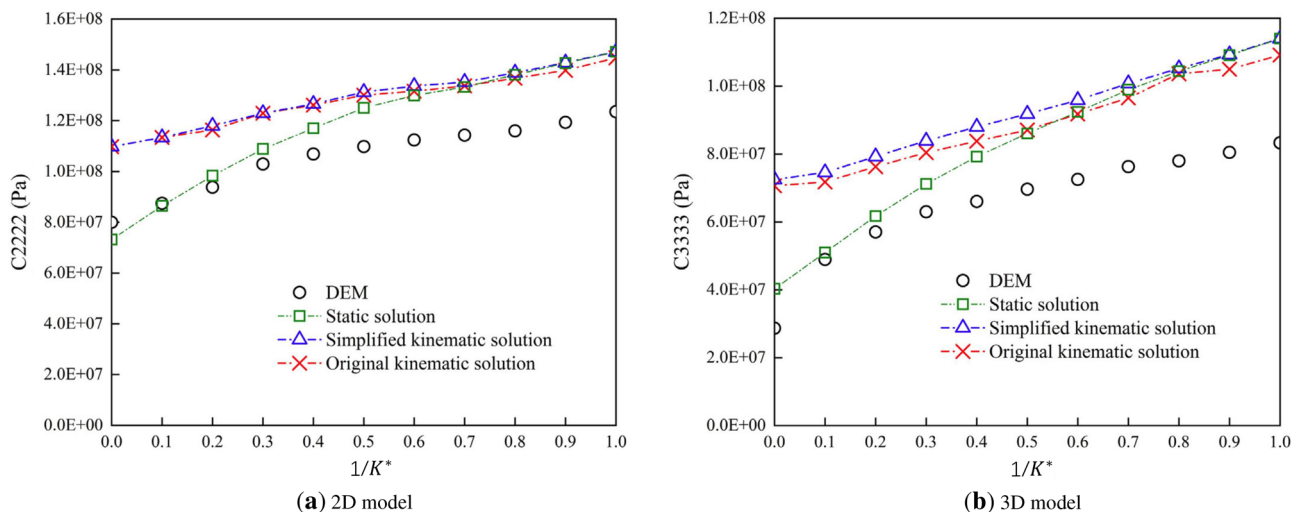 1.6E+08
1.4E+08
1.2E+08
1.0E+08
8.0E+07
6.0E+07
4.0E+07
2.0E+07
0.0E+00
C2222 (Pa)
DEM
Static solution
Simplified kinematic solution
Original kinematic solution
0.0 0.1 0.2 0.3 0.4 0.5 0.6 0.7 0.8 0.9 1.0
1/K*
(a) 2D model
1.2E+08
1.0E+08
8.0E+07
6.0E+07
4.0E+07
2.0E+07
0.0E+00
C3333 (Pa)
DEM
Static solution
Simplified kinematic solution
Original kinematic solution
0.0 0.1 0.2 0.3 0.4 0.5 0.6 0.7 0.8 0.9 1.0
1/K*
(b) 3D model